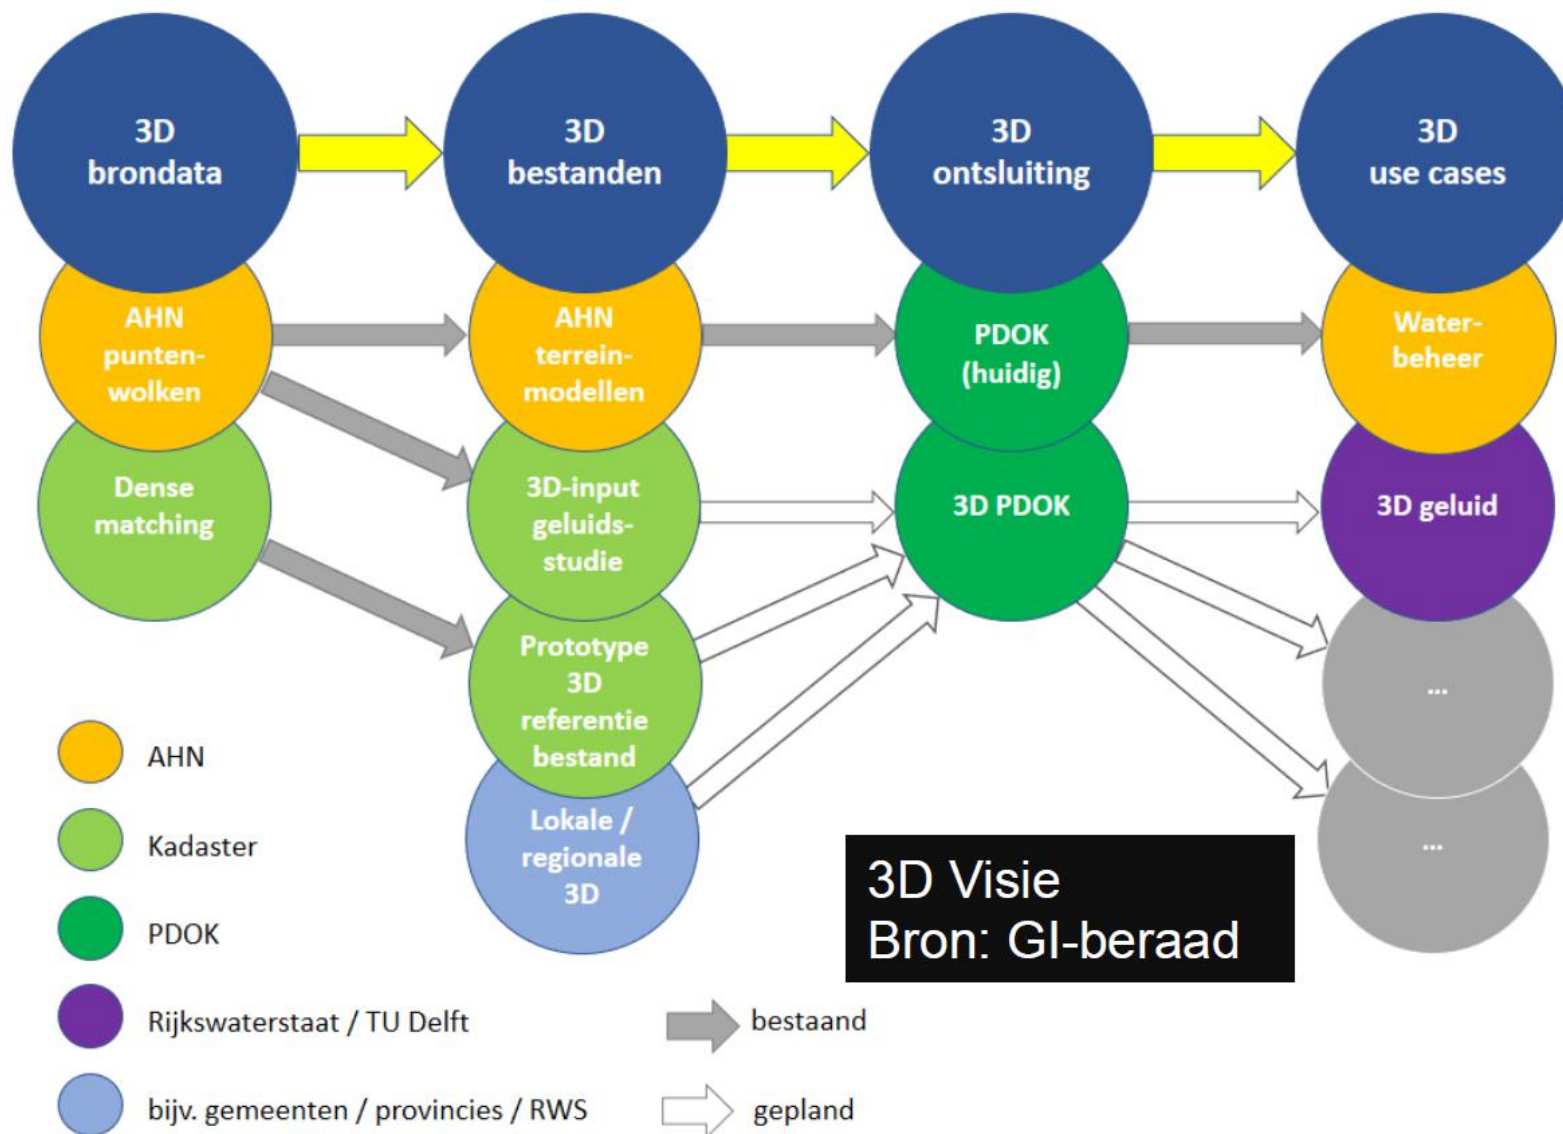 3D
brondata
3D
bestanden
3D
ontsluiting
3D
use cases
AHN
punten-
wolken
AHN
terrein-
modellen
PDOK
(huidig)
Water-
beheer
Dense
matching
3D-input
geluids-
studie
3D PDOK
3D geluid
Prototype
3D
referentie
bestand
...
Lokale /
regionale
3D
...
AHN
Kadaster
PDOK
Rijkswaterstaat / TU Delft
bijv. gemeenten / provincies / RWS
bestaand
gepland
3D Visie
Bron: GI-beraad